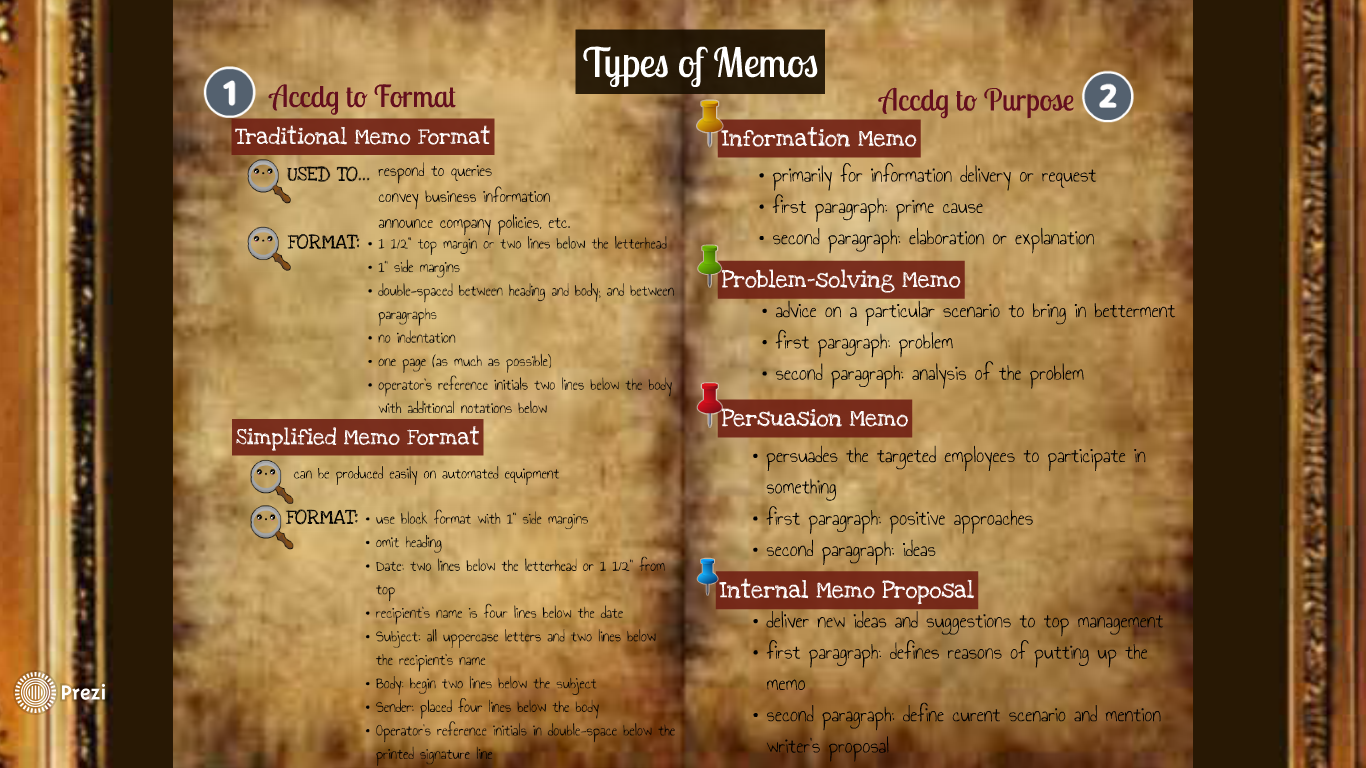 Types of Memos
1
Accdg to Format
Traditional Memo Format
USED TO...
respond to queries
convey business information
announce company policies, etc.
FORMAT:
• 1 1/2" top margin or two lines below the letterhead
• 1" side margins
• double-spaced between heading and body; and between
paragraphs
• no indentation
• one page (as much as possible)
• operator's reference initials two lines below the body
with additional notations below
Simplified Memo Format
can be produced easily on automated equipment
FORMAT:
• use block format with 1" side margins
• omit heading
• Date: two lines below the letterhead or 1 1/2" from
top
• recipient's name is four lines below the date
• Subject: all uppercase letters and two lines below
the recipient's name
• Body: begin two lines below the subject
• Sender: placed four lines below the body
• Operator's reference initials in double-space below the
printed signature line
Accdg to Purpose
2
Information Memo
• primarily for information delivery or request
• first paragraph: prime cause
• second paragraph: elaboration or explanation
Problem-solving Memo
• advice on a particular scenario to bring in betterment
• first paragraph: problem
• second paragraph: analysis of the problem
Persuasion Memo
• persuades the targeted employees to participate in
something
• first paragraph: positive approaches
• second paragraph: ideas
Internal Memo Proposal
• deliver new ideas and suggestions to top management
• first paragraph: defines reasons of putting up the
memo
• second paragraph: define curent scenario and mention
writer's proposal
Prezi